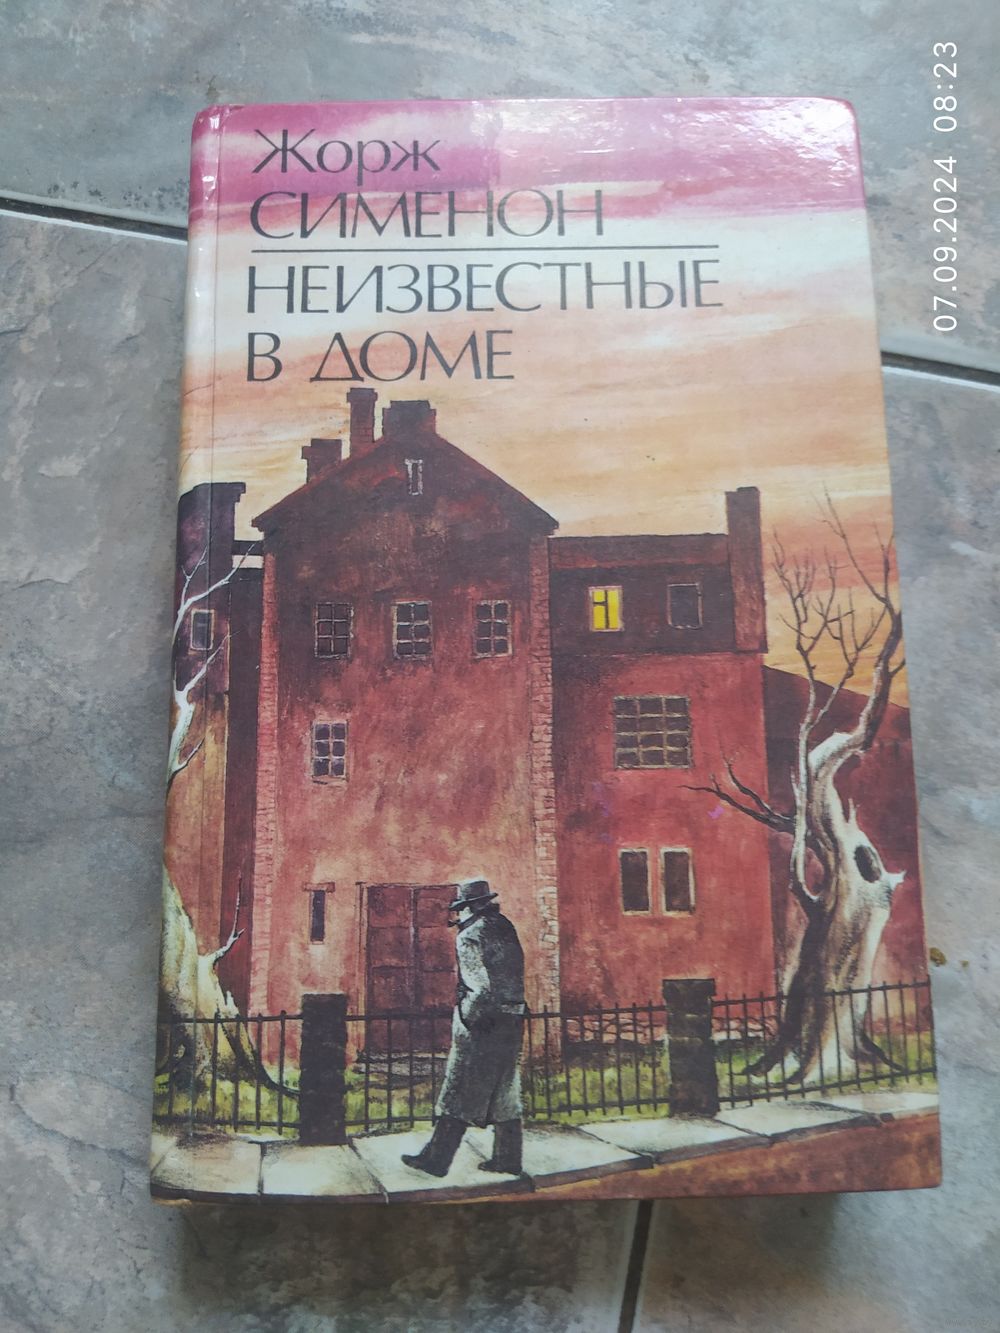 Жорж
СИМЕНОН
НЕИЗВЕСТНЫЕ
В ДОМЕ
07.09.2024 08:23